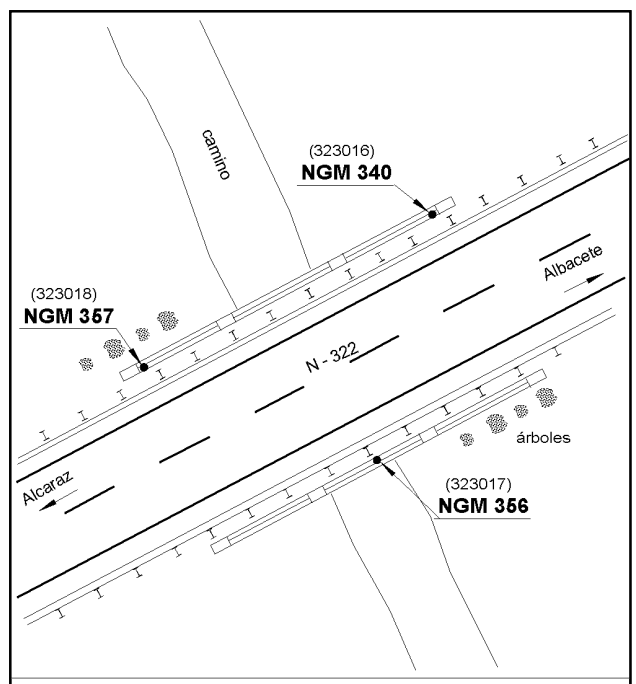 camino
(323016)
NGM 340
Albacete
(323018)
NGM 357
N - 322
árboles
Alcaraz
(323017)
NGM 356